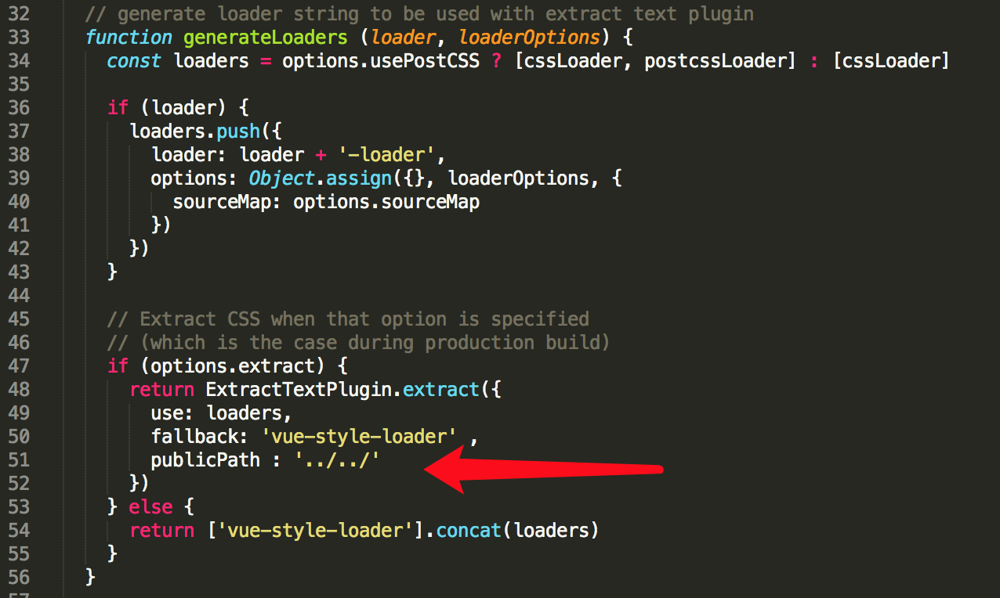 32 // generate loader string to be used with extract text plugin
33 function generateLoaders (loader, loaderOptions) {
34 const loaders = options.usePostCSS ? [cssLoader, postcssLoader] : [cssLoader]
35
36 if (loader) {
37 loaders.push({
38 loader: loader + '-loader',
39 options: Object.assign({}, loaderOptions, {
40 sourceMap: options.sourceMap
41 })
42 })
43 }
44
45 // Extract CSS when that option is specified
46 // (which is the case during production build)
47 if (options.extract) {
48 return ExtractTextPlugin.extract({
49 use: loaders,
50 fallback: 'vue-style-loader' ,
51 publicPath : '../../'
52 })
53 } else {
54 return ['vue-style-loader'].concat(loaders)
55 }
56 }
57